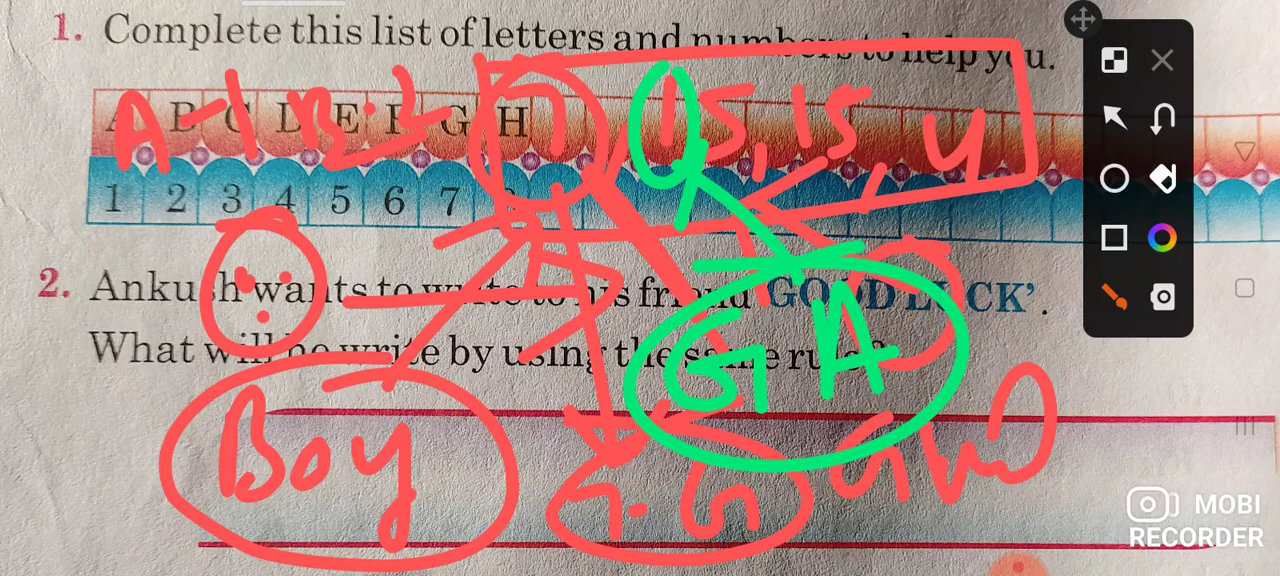 1. Complete this list of letters and numbers to help you.
A-1 B-2 7 15, 15, 4
A B C D E F G H
1 2 3 4 5 6 7
2. Ankush wants to write to his friend 'GOOD LUCK'.
What will he write by using the same rule?
G A
Boy 7-G
MOBI
RECORDER